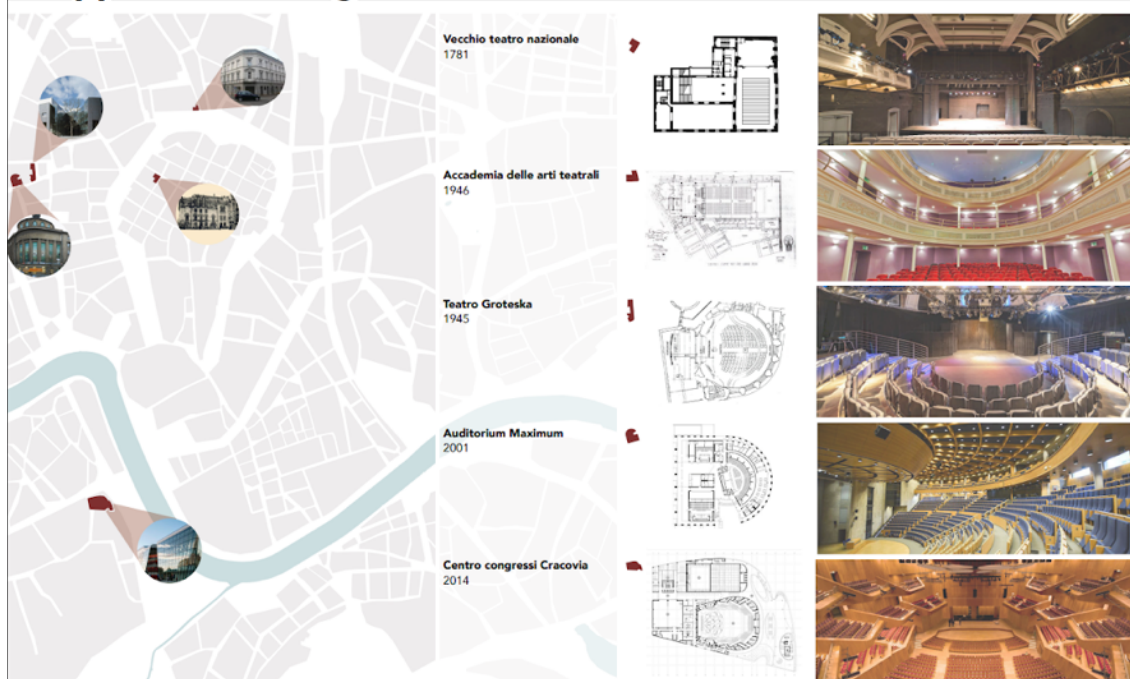 Vecchio teatro nazionale
1781
Accademia delle arti teatrali
1946
Teatro Groteska
1945
Auditorium Maximum
2001
Centro congressi Cracovia
2014